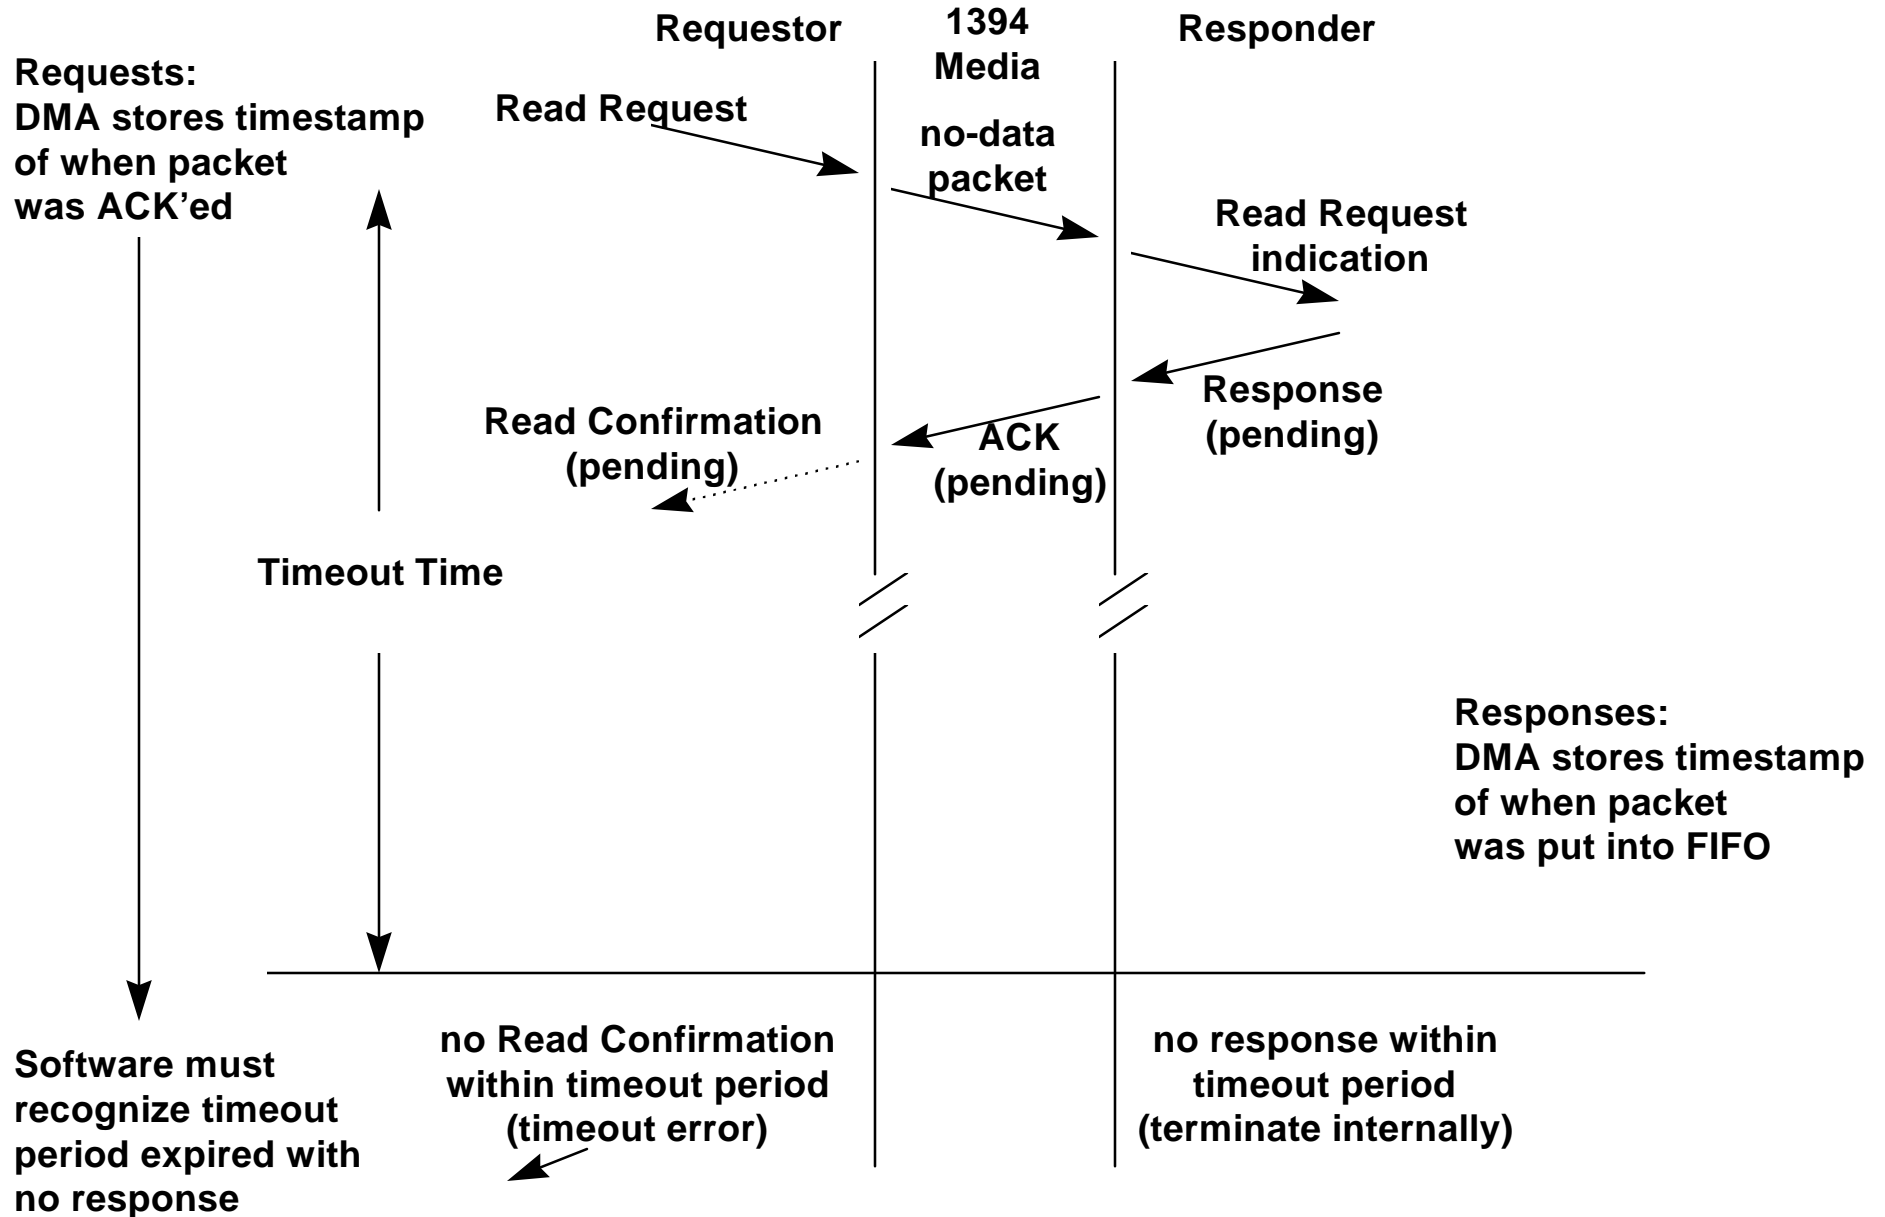 Requestor
1394
Media
Responder
Requests:
DMA stores timestamp
of when packet
was ACK'ed
Read Request
no-data
packet
Read Request
indication
Response
(pending)
Read Confirmation
(pending)
ACK
(pending)
Timeout Time
Responses:
DMA stores timestamp
of when packet
was put into FIFO
Software must
recognize timeout
period expired with
no response
no Read Confirmation
within timeout period
(timeout error)
no response within
timeout period
(terminate internally)